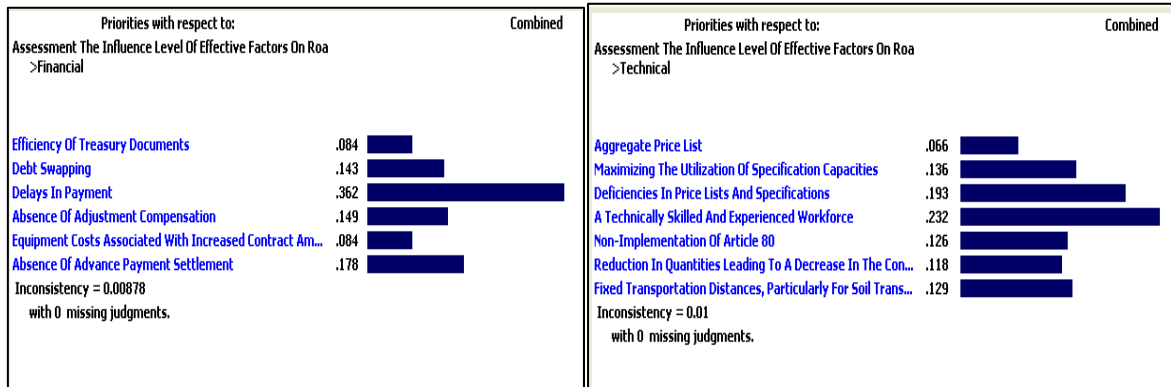 Priorities with respect to: Combined
Assessment The Influence Level Of Effective Factors On Roa
>Financial
Efficiency Of Treasury Documents .084
Debt Swapping .143
Delays In Payment .362
Absence Of Adjustment Compensation .149
Equipment Costs Associated With Increased Contract Am... .084
Absence Of Advance Payment Settlement .178
Inconsistency = 0.00878
with 0 missing judgments.
Priorities with respect to: Combined
Assessment The Influence Level Of Effective Factors On Roa
>Technical
Aggregate Price List .066
Maximizing The Utilization Of Specification Capacities .136
Deficiencies In Price Lists And Specifications .193
A Technically Skilled And Experienced Workforce .232
Non-Implementation Of Article 80 .126
Reduction In Quantities Leading To A Decrease In The Con... .118
Fixed Transportation Distances, Particularly For Soil Trans... .129
Inconsistency = 0.01
with 0 missing judgments.